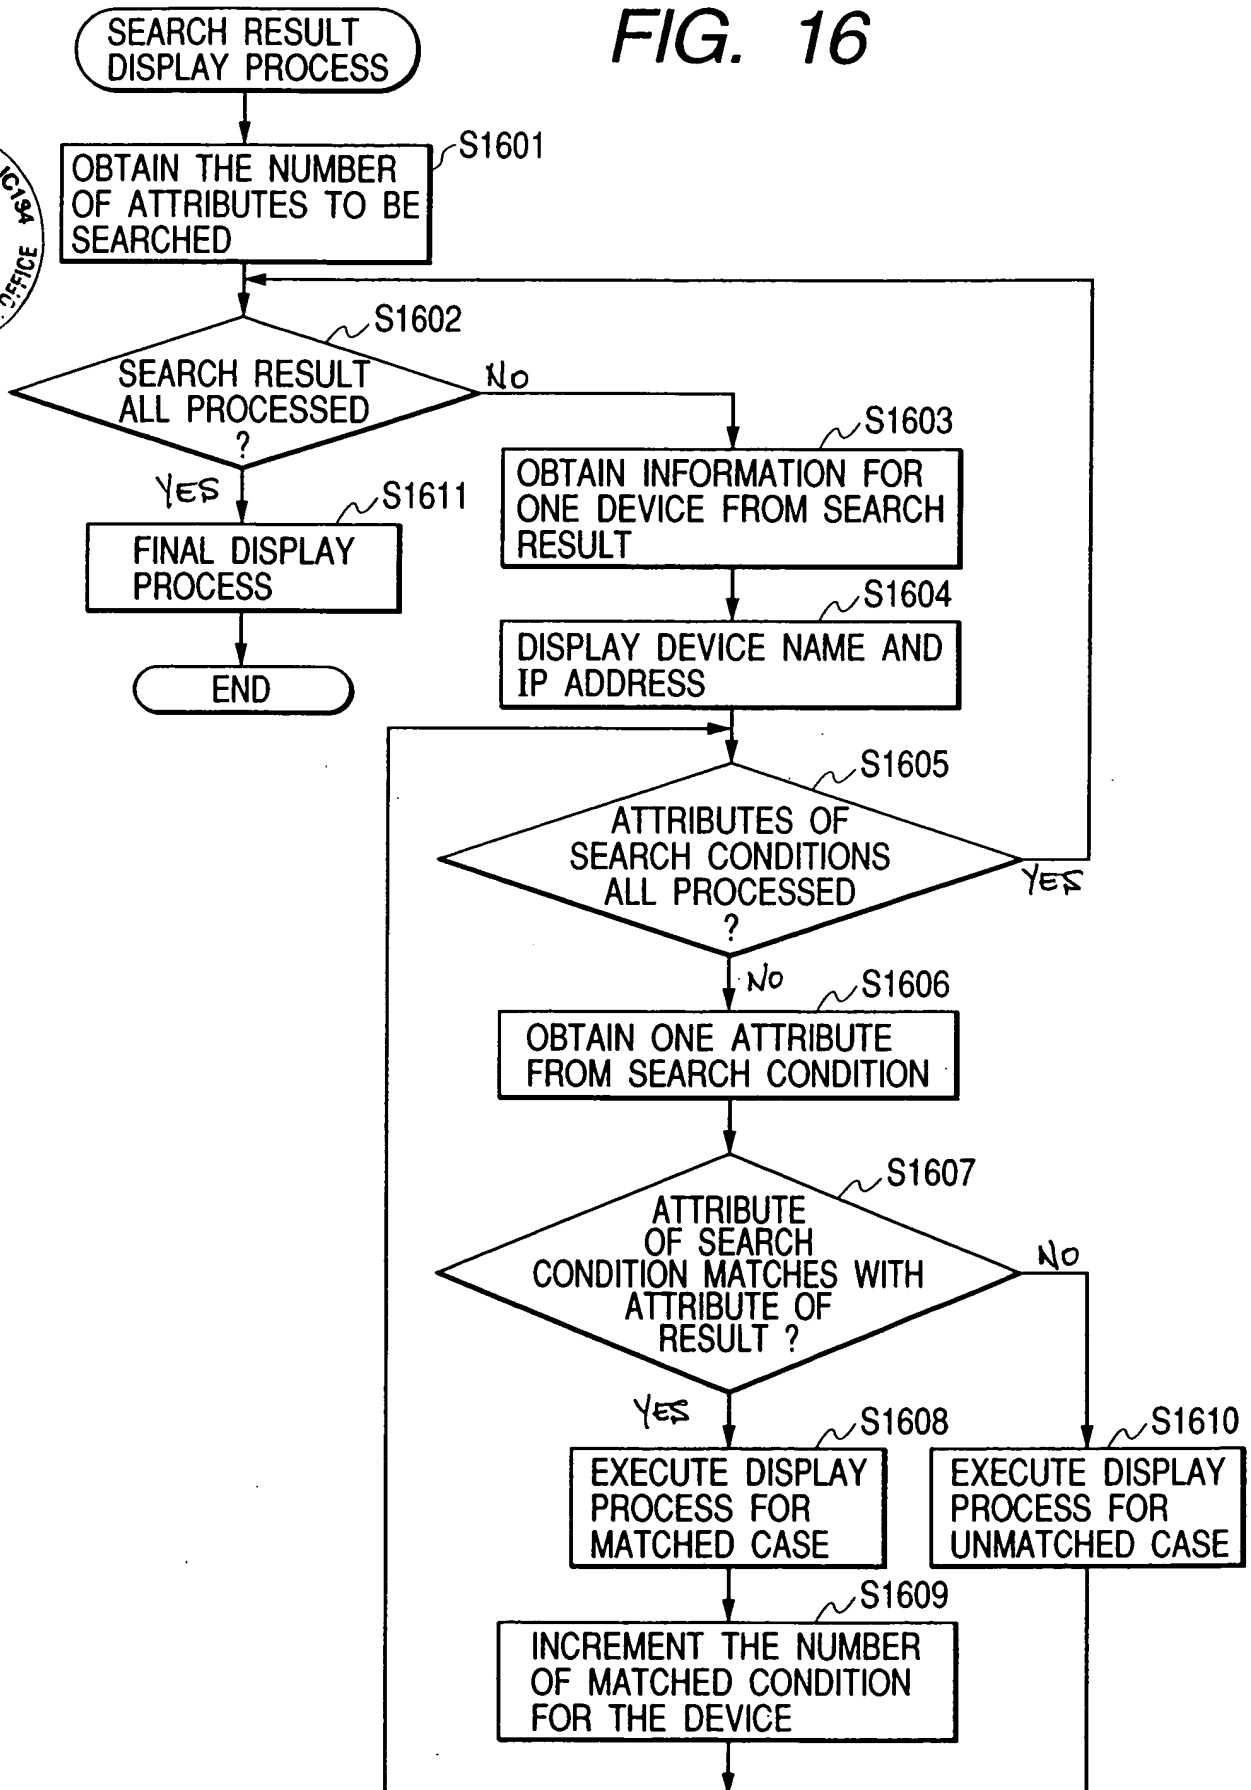 FIG. 16
SEARCH RESULT
DISPLAY PROCESS
S1601
OBTAIN THE NUMBER
OF ATTRIBUTES TO BE
SEARCHED
IC194
OFFICE
S1602
SEARCH RESULT
ALL PROCESSED
?
NO
YES
S1611
FINAL DISPLAY
PROCESS
END
S1603
OBTAIN INFORMATION FOR
ONE DEVICE FROM SEARCH
RESULT
S1604
DISPLAY DEVICE NAME AND
IP ADDRESS
S1605
ATTRIBUTES OF
SEARCH CONDITIONS
ALL PROCESSED
?
YES
NO
S1606
OBTAIN ONE ATTRIBUTE
FROM SEARCH CONDITION
S1607
ATTRIBUTE
OF SEARCH
CONDITION MATCHES WITH
ATTRIBUTE OF
RESULT ?
NO
YES
S1608
EXECUTE DISPLAY
PROCESS FOR
MATCHED CASE
S1610
EXECUTE DISPLAY
PROCESS FOR
UNMATCHED CASE
S1609
INCREMENT THE NUMBER
OF MATCHED CONDITION
FOR THE DEVICE